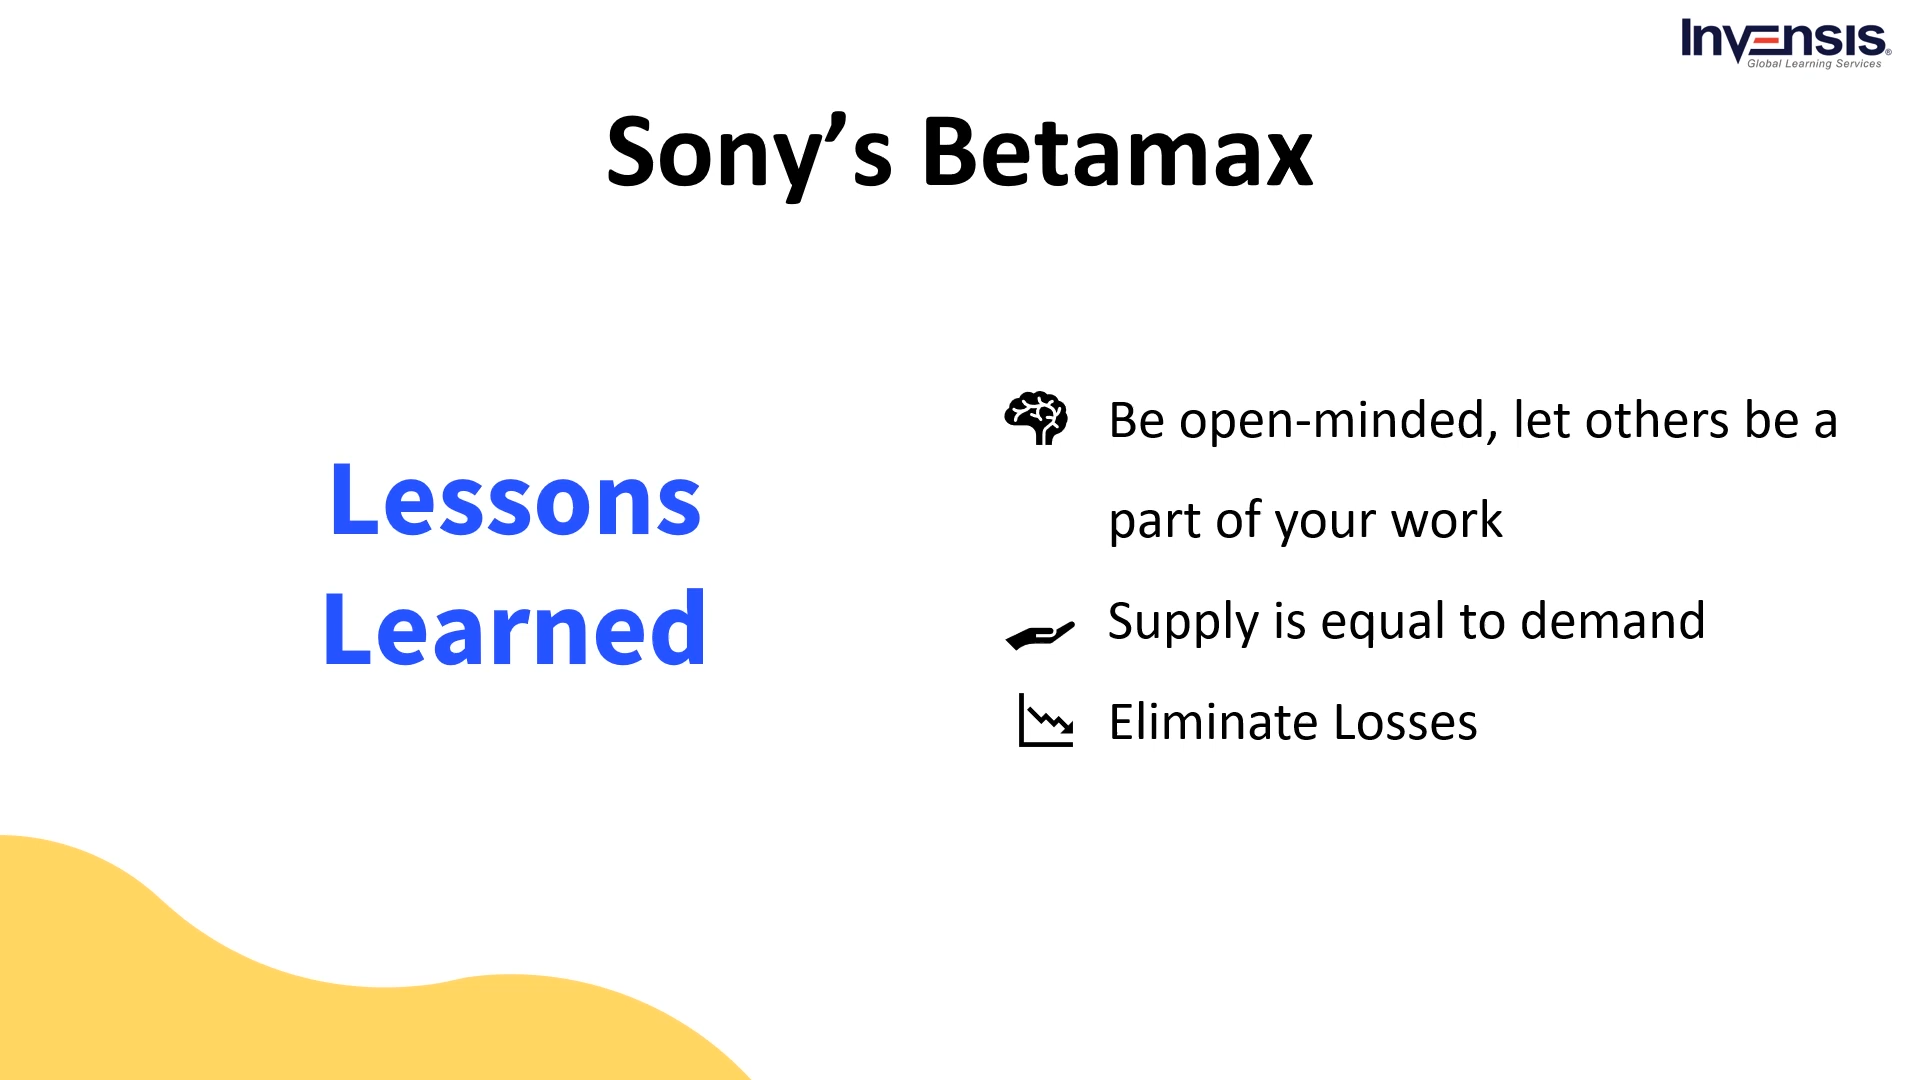 Invensis®
Global Learning Services
Sony’s Betamax
Lessons
Learned
Be open-minded, let others be a
part of your work
Supply is equal to demand
Eliminate Losses